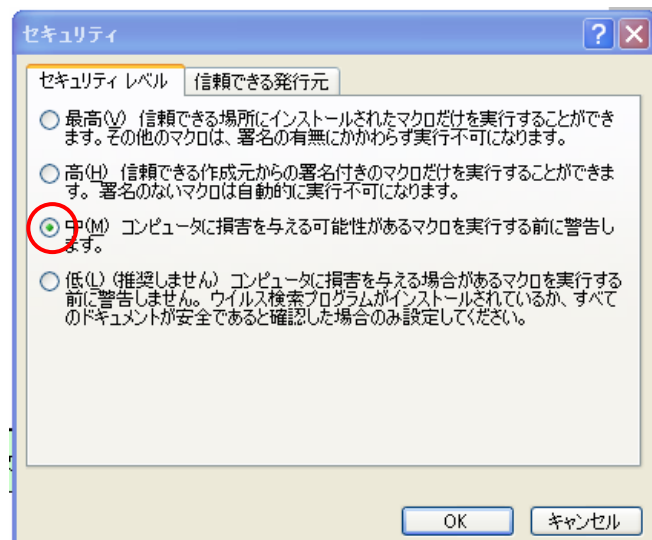 セキュリティ
セキュリティ レベル 信頼できる発行元
最高(V) 信頼できる場所にインストールされたマクロだけを実行することができ
ます。その他のマクロは、署名の有無にかかわらず実行不可になります。
高(H) 信頼できる作成元からの署名付きのマクロだけを実行することができま
す。 署名のないマクロは自動的に実行不可になります。
中(M) コンピュータに損害を与える可能性があるマクロを実行する前に警告し
ます。
低(L) (推奨しません) コンピュータに損害を与える場合があるマクロを実行する
前に警告しません。ウイルス検索プログラムがインストールされているか、すべて
のドキュメントが安全であると確認した場合のみ設定してください。
OK キャンセル